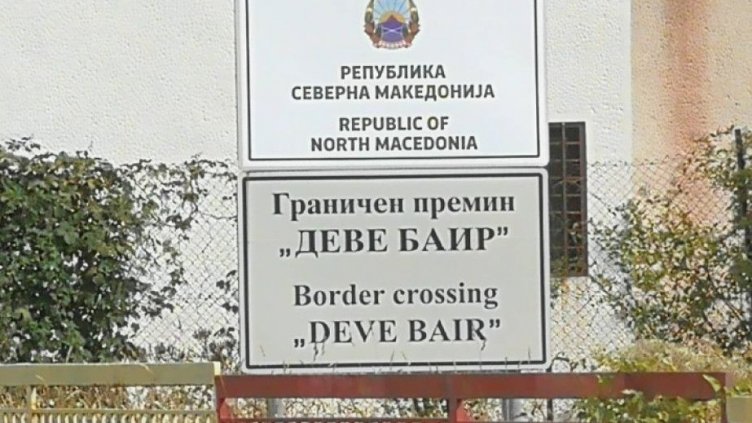 РЕПУБЛИКА
СЕВЕРНА МАКЕДОНИЈА
REPUBLIC OF
NORTH MACEDONIA
Граничен премин
„ДЕВЕ БАИР”
Border crossing
„DEVE BAIR”